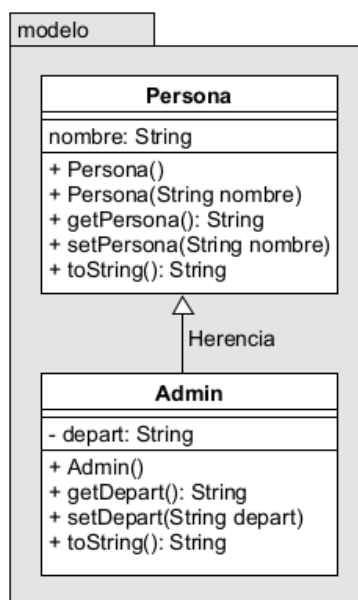 modelo
Persona
nombre: String
+ Persona()
+ Persona(String nombre)
+ getPersona(): String
+ setPersona(String nombre)
+ toString(): String
Herencia
Admin
- depart: String
+ Admin()
+ getDepart(): String
+ setDepart(String depart)
+ toString(): String